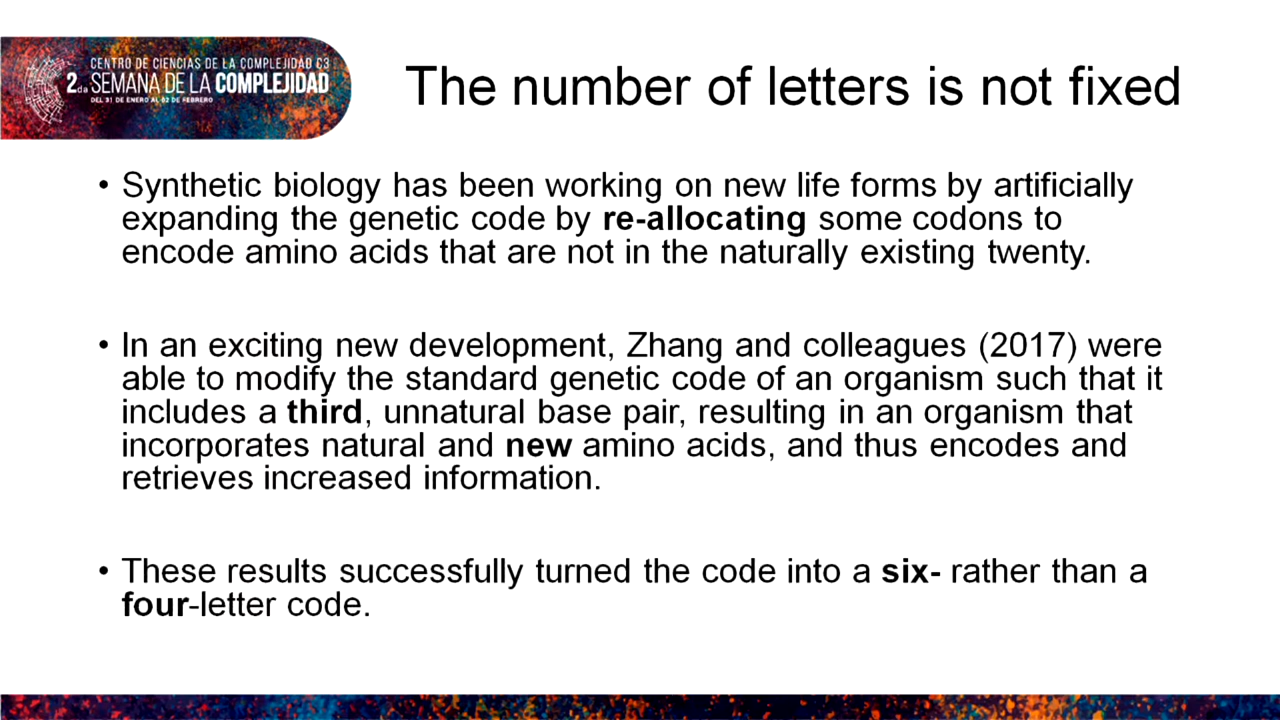 CENTRO DE CIENCIAS DE LA COMPLEJIDAD C3
2.da SEMANA DE LA COMPLEJIDAD
DEL 31 DE ENERO AL 02 DE FEBRERO
The number of letters is not fixed
• Synthetic biology has been working on new life forms by artificially
expanding the genetic code by re-allocating some codons to
encode amino acids that are not in the naturally existing twenty.
• In an exciting new development, Zhang and colleagues (2017) were
able to modify the standard genetic code of an organism such that it
includes a third, unnatural base pair, resulting in an organism that
incorporates natural and new amino acids, and thus encodes and
retrieves increased information.
• These results successfully turned the code into a six- rather than a
four-letter code.